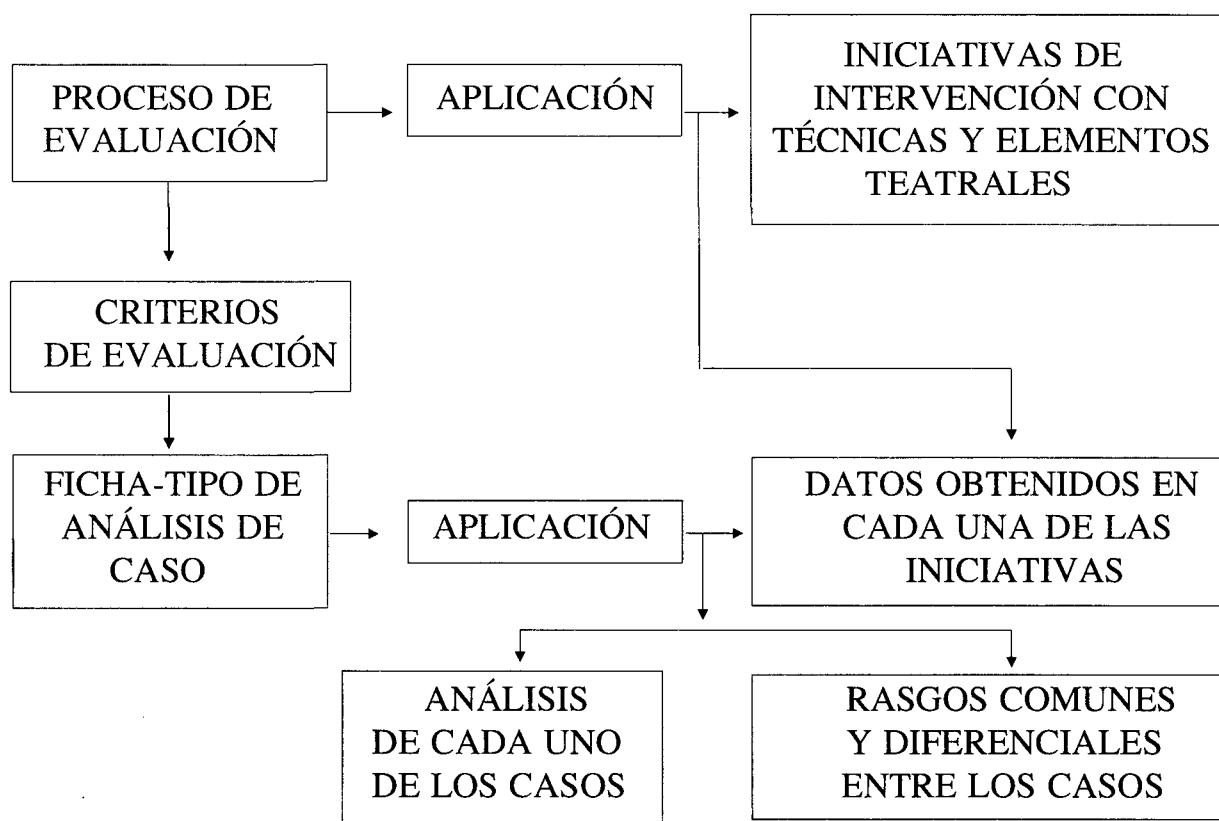 PROCESO DE
EVALUACIÓN
APLICACIÓN
INICIATIVAS DE
INTERVENCIÓN CON
TÉCNICAS Y ELEMENTOS
TEATRALES
CRITERIOS
DE EVALUACIÓN
FICHA-TIPO DE
ANÁLISIS DE
CASO
APLICACIÓN
DATOS OBTENIDOS EN
CADA UNA DE LAS
INICIATIVAS
ANÁLISIS
DE CADA UNO
DE LOS CASOS
RASGOS COMUNES
Y DIFERENCIALES
ENTRE LOS CASOS